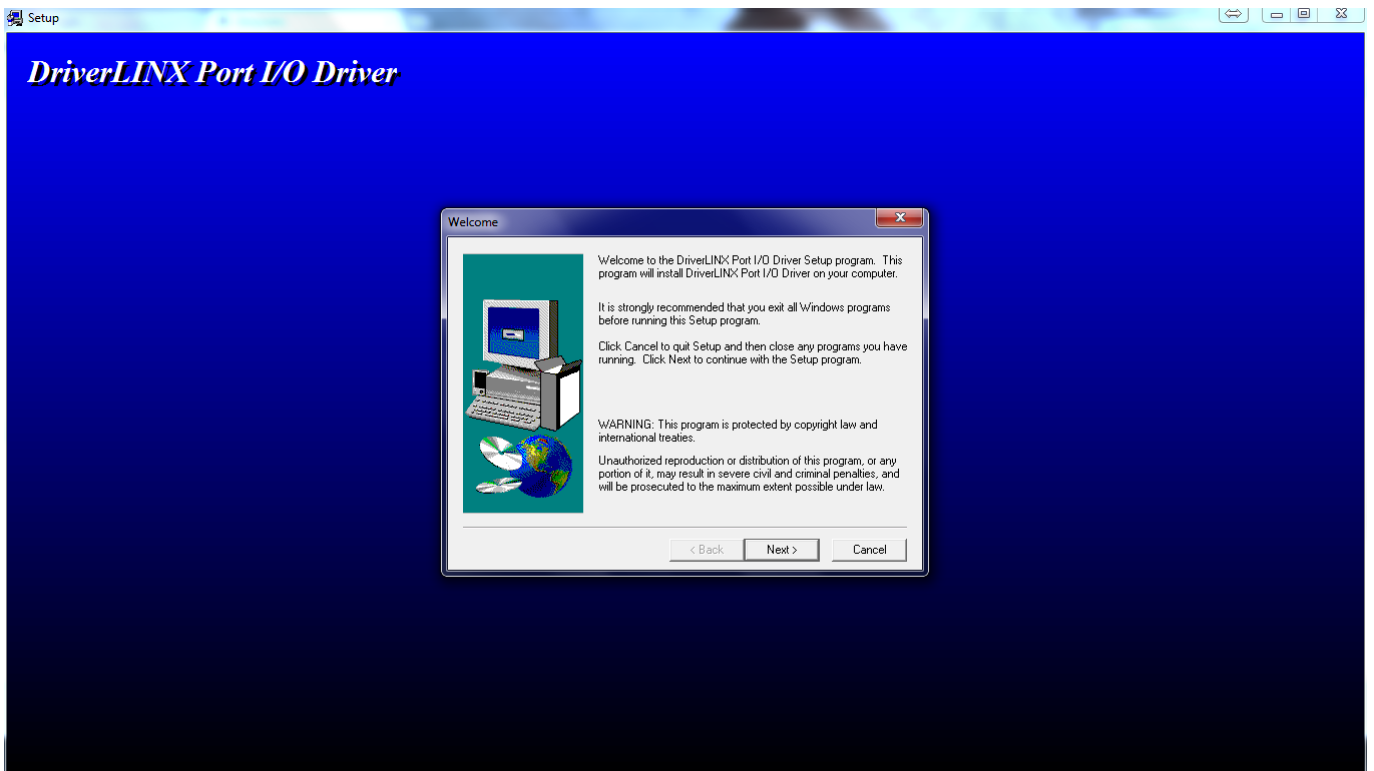 Setup
DriverLINX Port I/O Driver
Welcome
Welcome to the DriverLINX Port I/O Driver Setup program. This
program will install DriverLINX Port I/O Driver on your computer.
It is strongly recommended that you exit all Windows programs
before running this Setup program.
Click Cancel to quit Setup and then close any programs you have
running. Click Next to continue with the Setup program.
WARNING: This program is protected by copyright law and
international treaties.
Unauthorized reproduction or distribution of this program, or any
portion of it, may result in severe civil and criminal penalties, and
will be prosecuted to the maximum extent possible under law.
< Back Next > Cancel